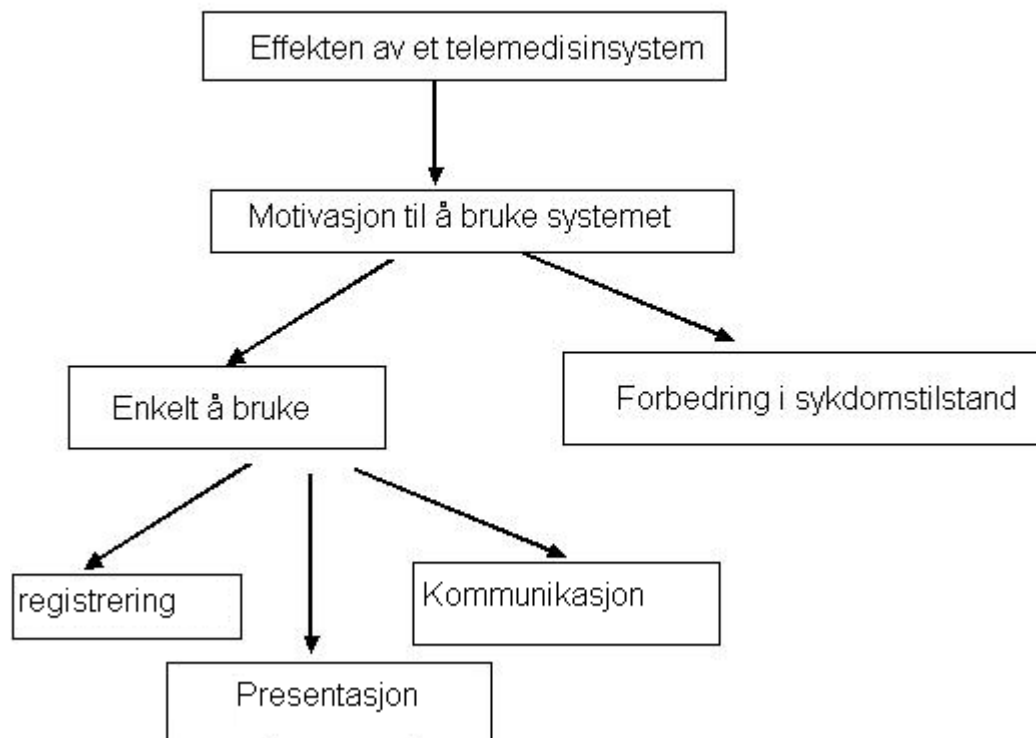 Effekten av et telemedisinsystem
Motivasjon til å bruke systemet
Enkelt å bruke
Forbedring i sykdomstilstand
registrering
Kommunikasjon
Presentasjon